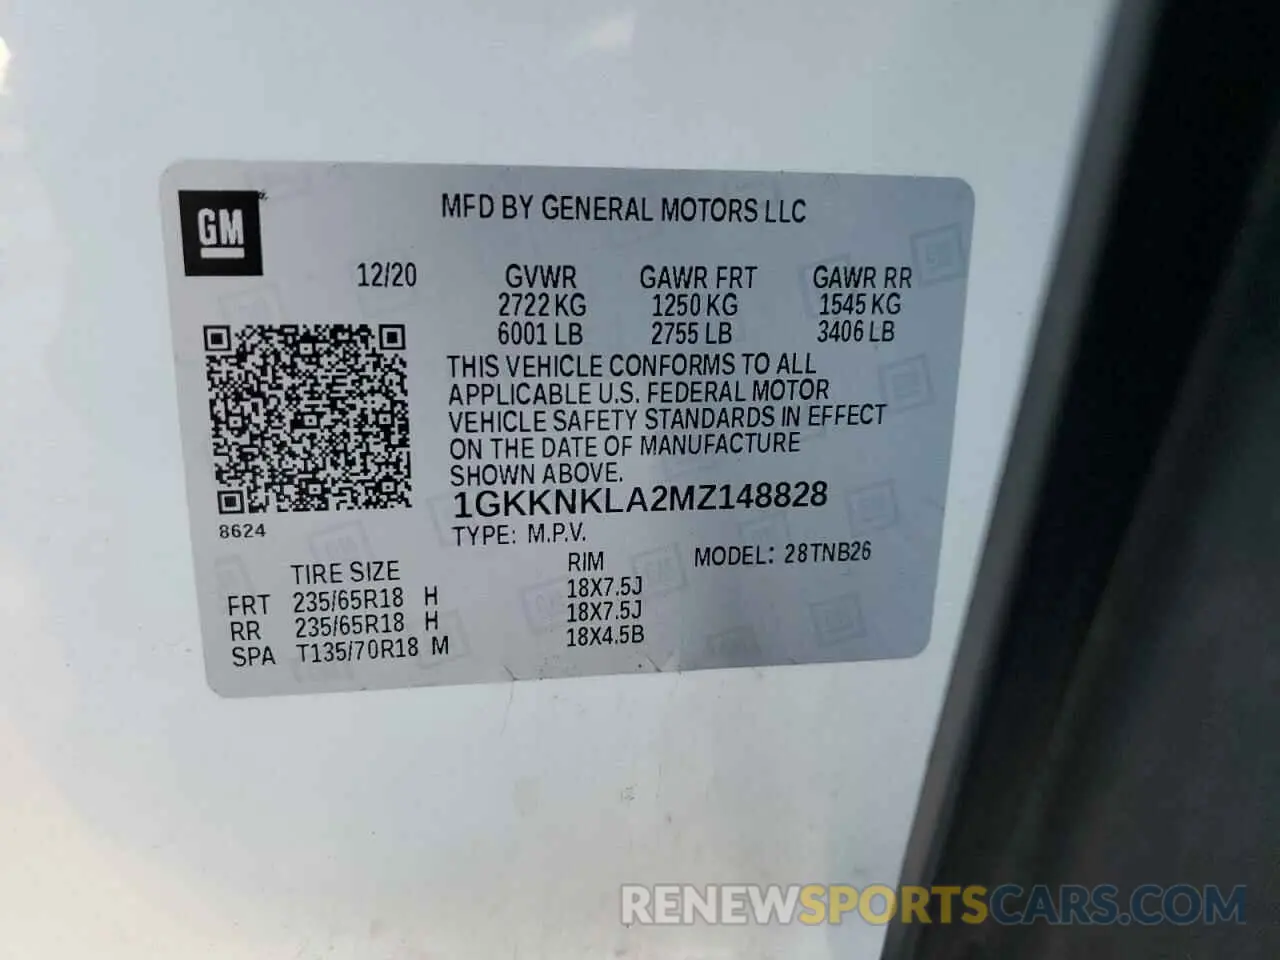 MFD BY GENERAL MOTORS LLC
GM
12/20 GVWR GAWR FRT GAWR RR
2722 KG 1250 KG 1545 KG
6001 LB 2755 LB 3406 LB
THIS VEHICLE CONFORMS TO ALL
APPLICABLE U.S. FEDERAL MOTOR
VEHICLE SAFETY STANDARDS IN EFFECT
ON THE DATE OF MANUFACTURE
SHOWN ABOVE.
1GKKNKLA2MZ148828
8624
TYPE: M.P.V.
TIRE SIZE RIM MODEL: 28TNB26
FRT 235/65R18 H 18X7.5J
RR 235/65R18 H 18X7.5J
SPA T135/70R18 M 18X4.5B
RENEWSPORTSCARS.COM